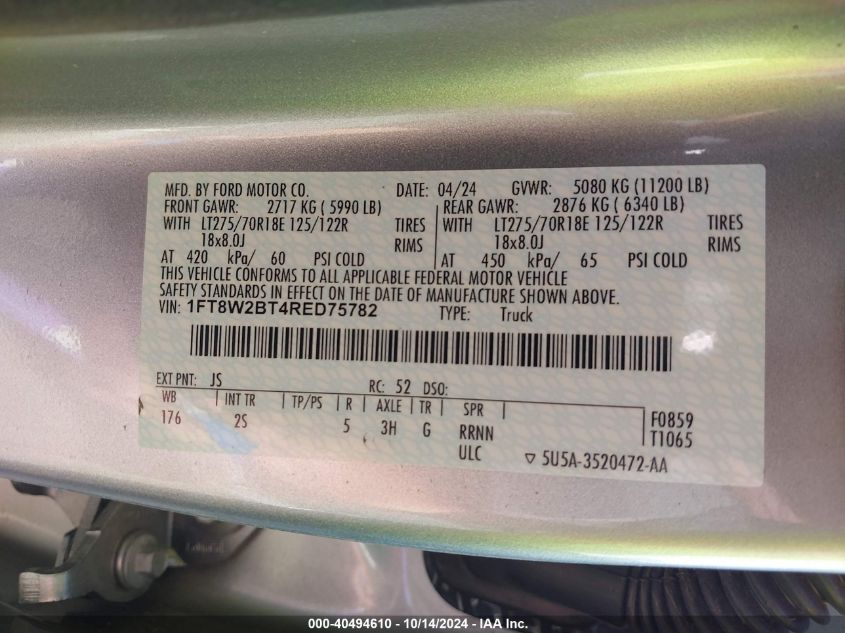 MFD. BY FORD MOTOR CO. DATE: 04/24 GVWR: 5080 KG (11200 LB)
FRONT GAWR: 2717 KG ( 5990 LB) REAR GAWR: 2876 KG ( 6340 LB)
WITH LT275/70R18E 125/122R TIRES WITH LT275/70R18E 125/122R TIRES
18x8.0J RIMS 18x8.0J RIMS
AT 420 kPa/ 60 PSI COLD AT 450 kPa/ 65 PSI COLD
THIS VEHICLE CONFORMS TO ALL APPLICABLE FEDERAL MOTOR VEHICLE
SAFETY STANDARDS IN EFFECT ON THE DATE OF MANUFACTURE SHOWN ABOVE.
VIN: 1FT8W2BT4RED75782 TYPE: Truck
EXT PNT: JS RC: 52 DSO:
WB INT TR TP/PS R AXLE TR SPR F0859
176 2S 5 3H G RRNN T1065
ULC 5U5A-3520472-AA
000-40494610 - 10/14/2024 - IAA Inc.